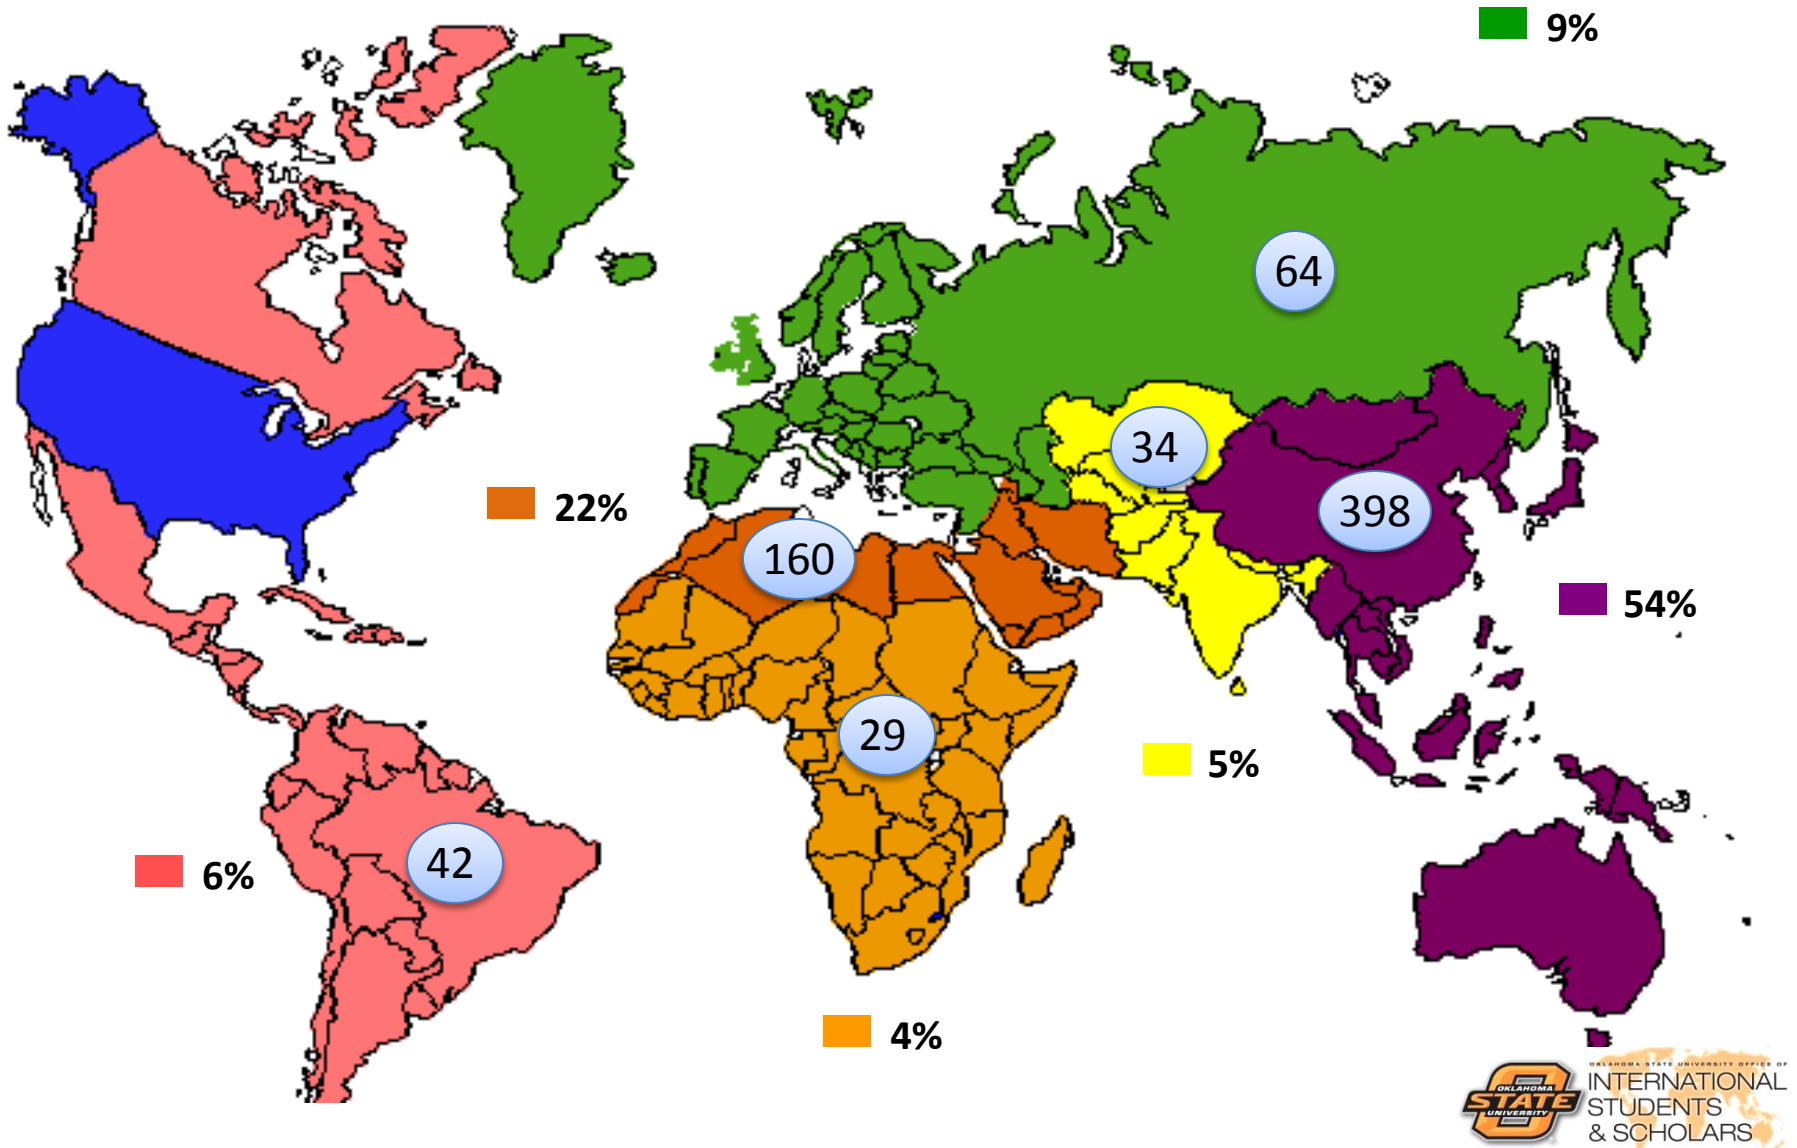 9%
64
34
398
22%
160
54%
29
5%
42
6%
4%
OKLAHOMA STATE UNIVERSITY OFFICE OF
INTERNATIONAL
STUDENTS
& SCHOLARS
OKLAHOMA
STATE
UNIVERSITY